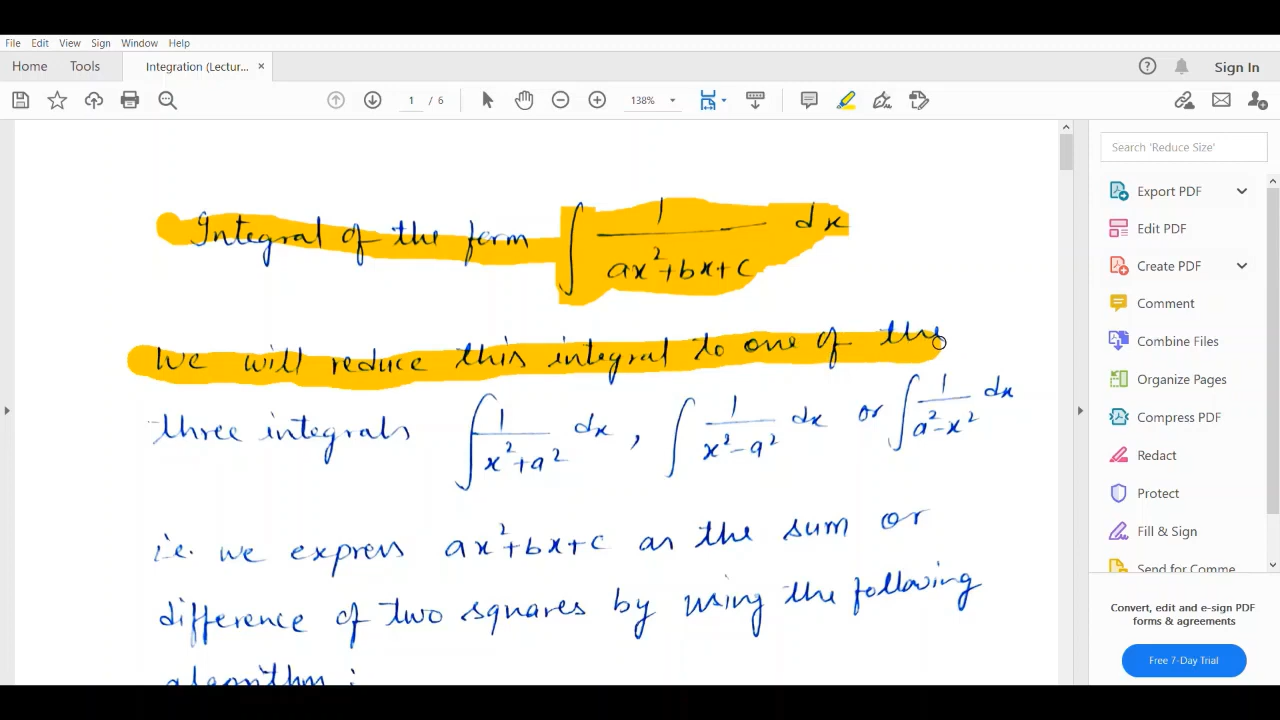 File Edit View Sign Window Help
Home Tools Integration (Lectur... × Sign In
1 / 6 138%
Integral of the form ∫ 1/(ax²+bx+c) dx
We will reduce this integral to one of the
three integrals ∫ 1/(x²+a²) dx , ∫ 1/(x²-a²) dx or ∫ 1/(a²-x²) dx
i.e. we express ax²+bx+c as the sum or
difference of two squares by using the following
algorithm :
Search 'Reduce Size'
Export PDF
Edit PDF
Create PDF
Comment
Combine Files
Organize Pages
Compress PDF
Redact
Protect
Fill & Sign
Send for Comme
Convert, edit and e-sign PDF
forms & agreements
Free 7-Day Trial